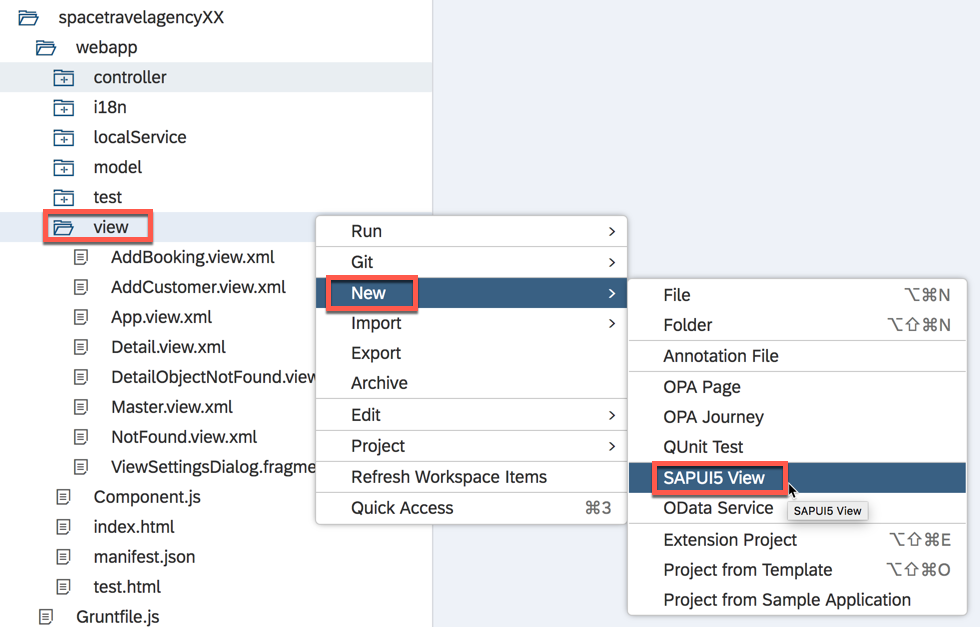 spacetravelagencyXX
webapp
controller
i18n
localService
model
test
view
AddBooking.view.xml
AddCustomer.view.xml
App.view.xml
Detail.view.xml
DetailObjectNotFound.view
Master.view.xml
NotFound.view.xml
ViewSettingsDialog.fragme
Component.js
index.html
manifest.json
test.html
Gruntfile.js
Run
Git
New
Import
Export
Archive
Edit
Project
Refresh Workspace Items
Quick Access ⌘3
File ⌥⌘N
Folder ⌥⇧⌘N
Annotation File
OPA Page
OPA Journey
QUnit Test
SAPUI5 View
OData Service
SAPUI5 View
Extension Project ⌥⇧⌘E
Project from Template ⌥⇧⌘O
Project from Sample Application